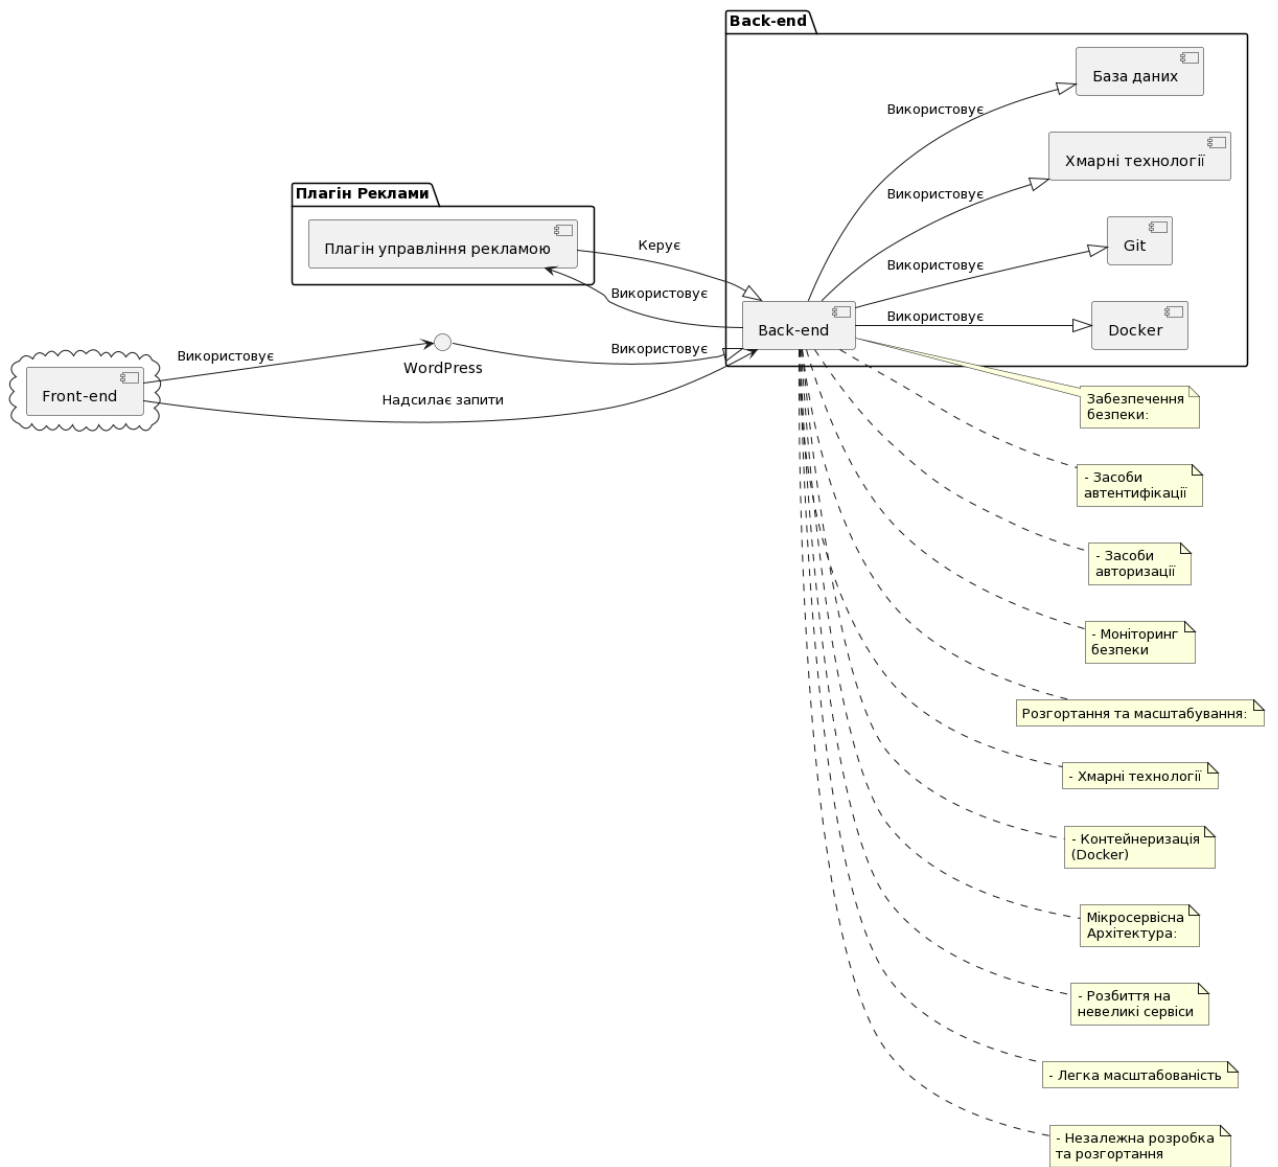 Back-end
База даних
Використовує
Хмарні технології
Використовує
Плагін Реклами
Плагін управління рекламою
Керує
Git
Використовує
Використовує
Використовує
Back-end
Docker
Використовує
WordPress
Використовує
Front-end
Надсилає запити
Забезпечення
безпеки:
- Засоби
автентифікації
- Засоби
авторизації
- Моніторинг
безпеки
Розгортання та масштабування:
- Хмарні технології
- Контейнеризація
(Docker)
Мікросервісна
Архітектура:
- Розбиття на
невеликі сервіси
- Легка масштабованість
- Незалежна розробка
та розгортання